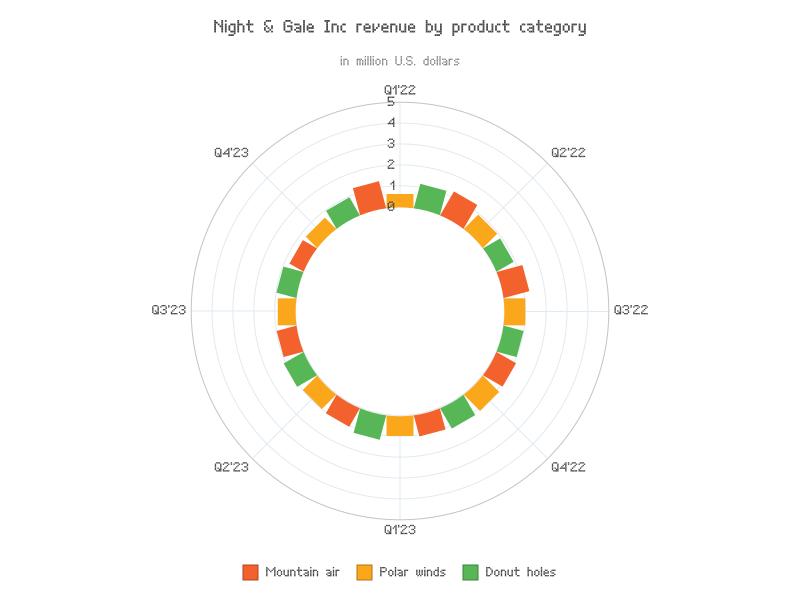 Night & Gale Inc revenue by product category
in million U.S. dollars
Q1'22
5
4
3
2
1
0
Q4'23
Q2'22
Q3'23
Q3'22
Q2'23
Q4'22
Q1'23
Mountain air
Polar winds
Donut holes